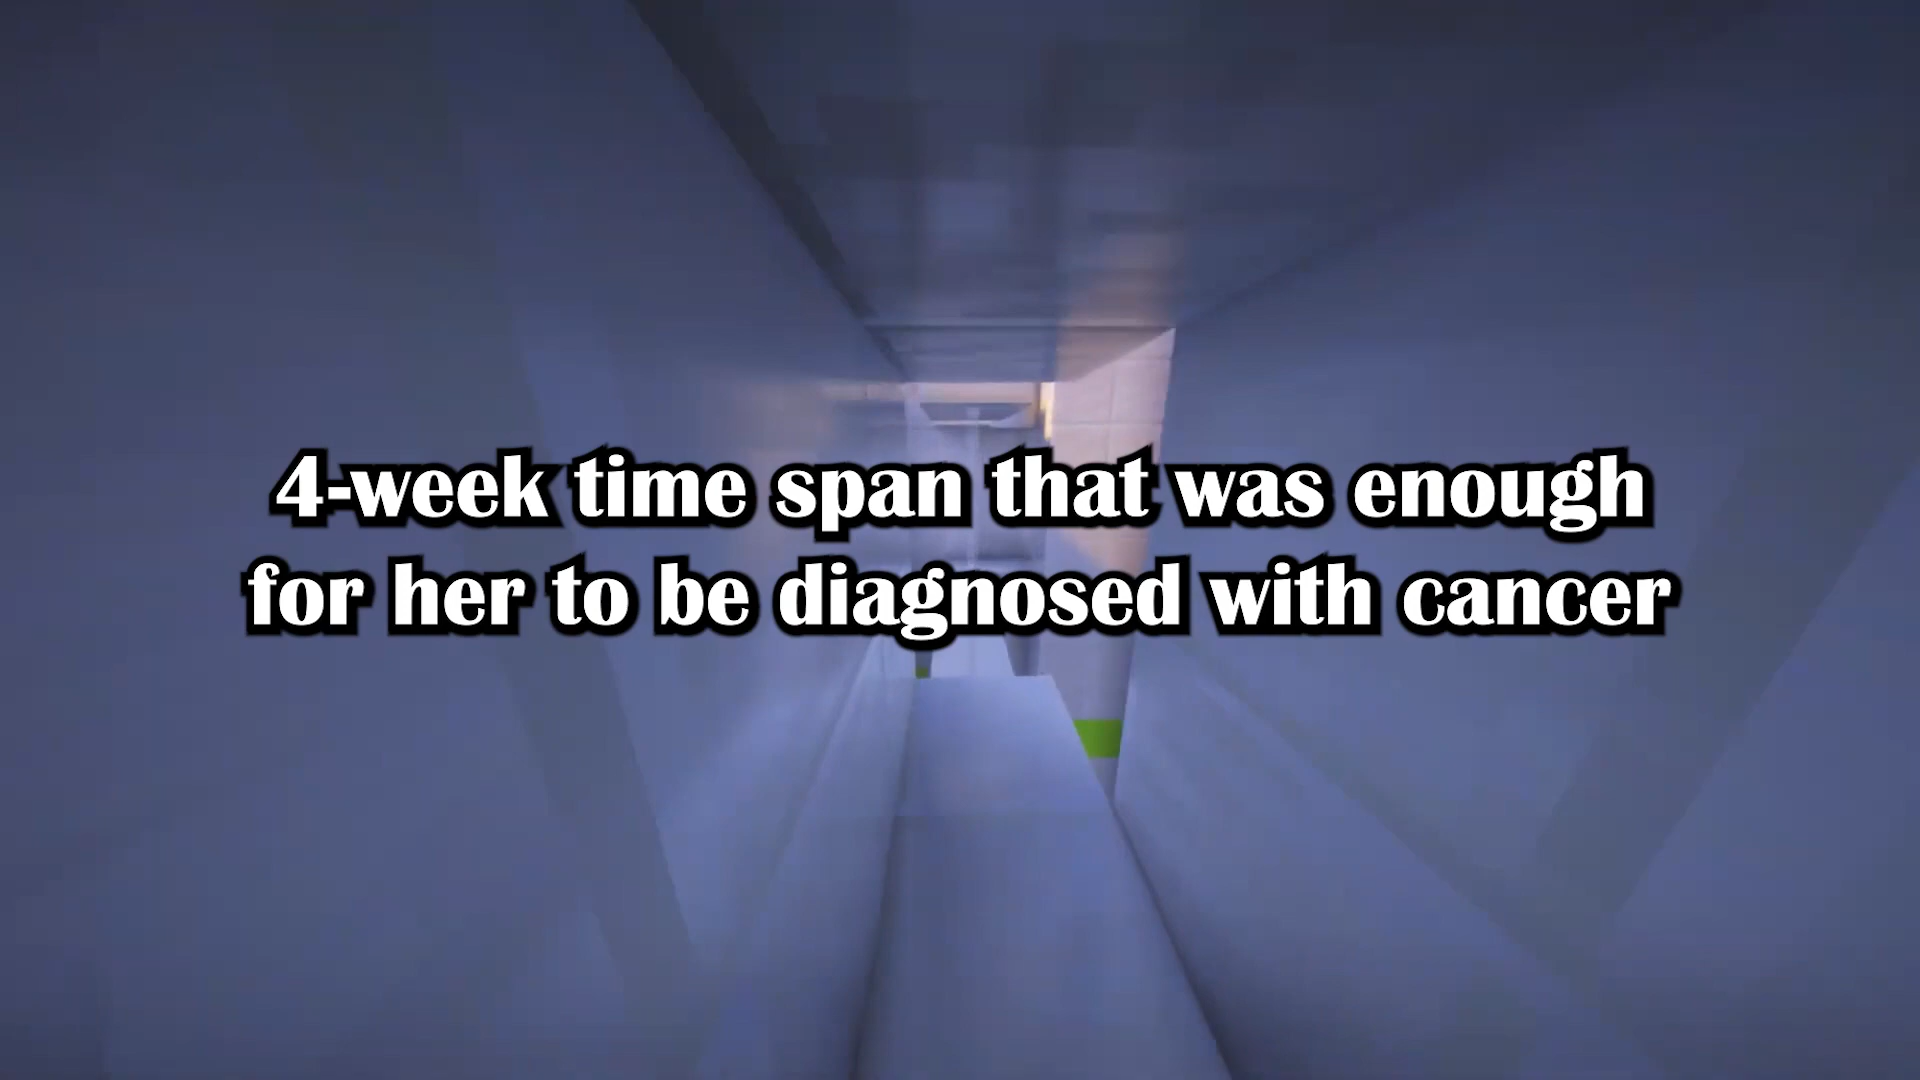 4-week time span that was enough
for her to be diagnosed with cancer